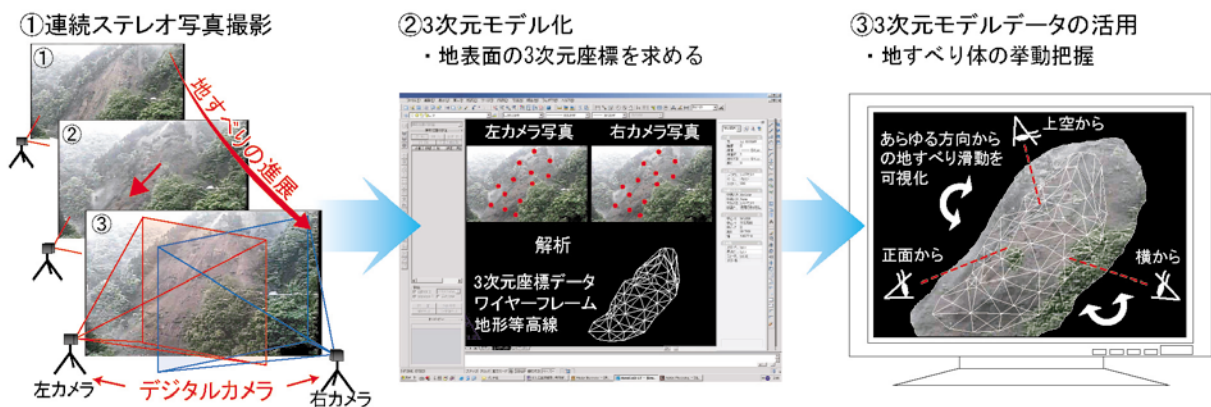 ①連続ステレオ写真撮影
①
②
③
地すべりの進展
左カメラ
デジタルカメラ
右カメラ
②3次元モデル化
・地表面の3次元座標を求める
左カメラ写真
右カメラ写真
解析
3次元座標データ
ワイヤーフレーム
地形等高線
③3次元モデルデータの活用
・地すべり体の挙動把握
あらゆる方向から
の地すべり滑動を
可視化
上空から
正面から
横から